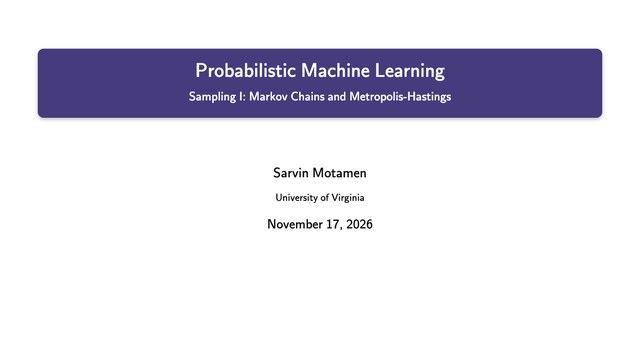 Probabilistic Machine Learning
Sampling I: Markov Chains and Metropolis-Hastings
Sarvin Motamen
University of Virginia
November 17, 2026